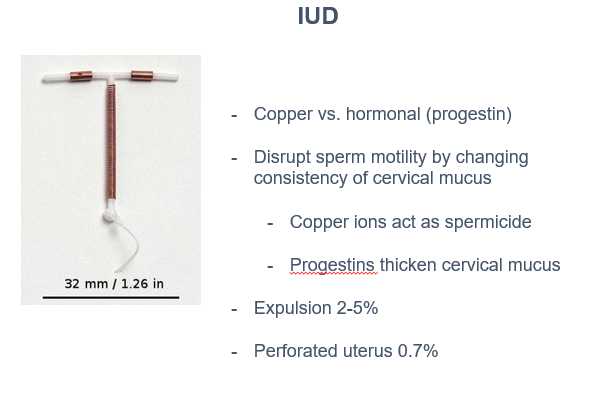 IUD
- Copper vs. hormonal (progestin)
- Disrupt sperm motility by changing
consistency of cervical mucus
- Copper ions act as spermicide
- Progestins thicken cervical mucus
- Expulsion 2-5%
- Perforated uterus 0.7%
32 mm / 1.26 in